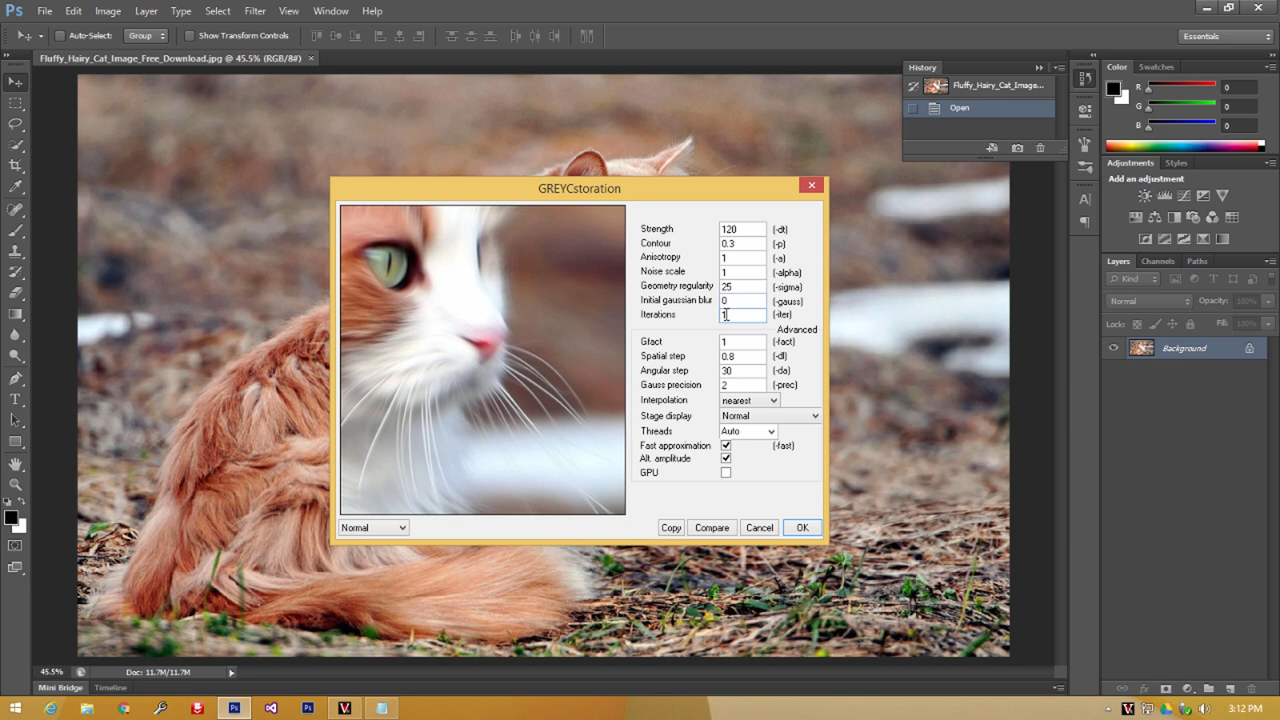 Ps File Edit Image Layer Type Select Filter View Window Help
Auto-Select: Group Show Transform Controls Essentials
Fluffy_Hairy_Cat_Image_Free_Download.jpg @ 45.5% (RGB/8#) ×
History
Fluffy_Hairy_Cat_Image...
Open
Color Swatches
R 0
G 0
B 0
Adjustments Styles
Add an adjustment
Layers Channels Paths
Kind
Normal Opacity: 100%
Lock: Fill: 100%
Background
GREYCstoration
Strength 120 (-dt)
Contour 0.3 (-p)
Anisotropy 1 (-a)
Noise scale 1 (-alpha)
Geometry regularity 25 (-sigma)
Initial gaussian blur 0 (-gauss)
Iterations 1 (-iter)
Advanced
Gfact 1 (-fact)
Spatial step 0.8 (-dl)
Angular step 30 (-da)
Gauss precision 2 (-prec)
Interpolation nearest
Stage display Normal
Threads Auto
Fast approximation (-fast)
Alt. amplitude
GPU
Normal Copy Compare Cancel OK
45.5% Doc: 11.7M/11.7M
Mini Bridge Timeline
3:12 PM